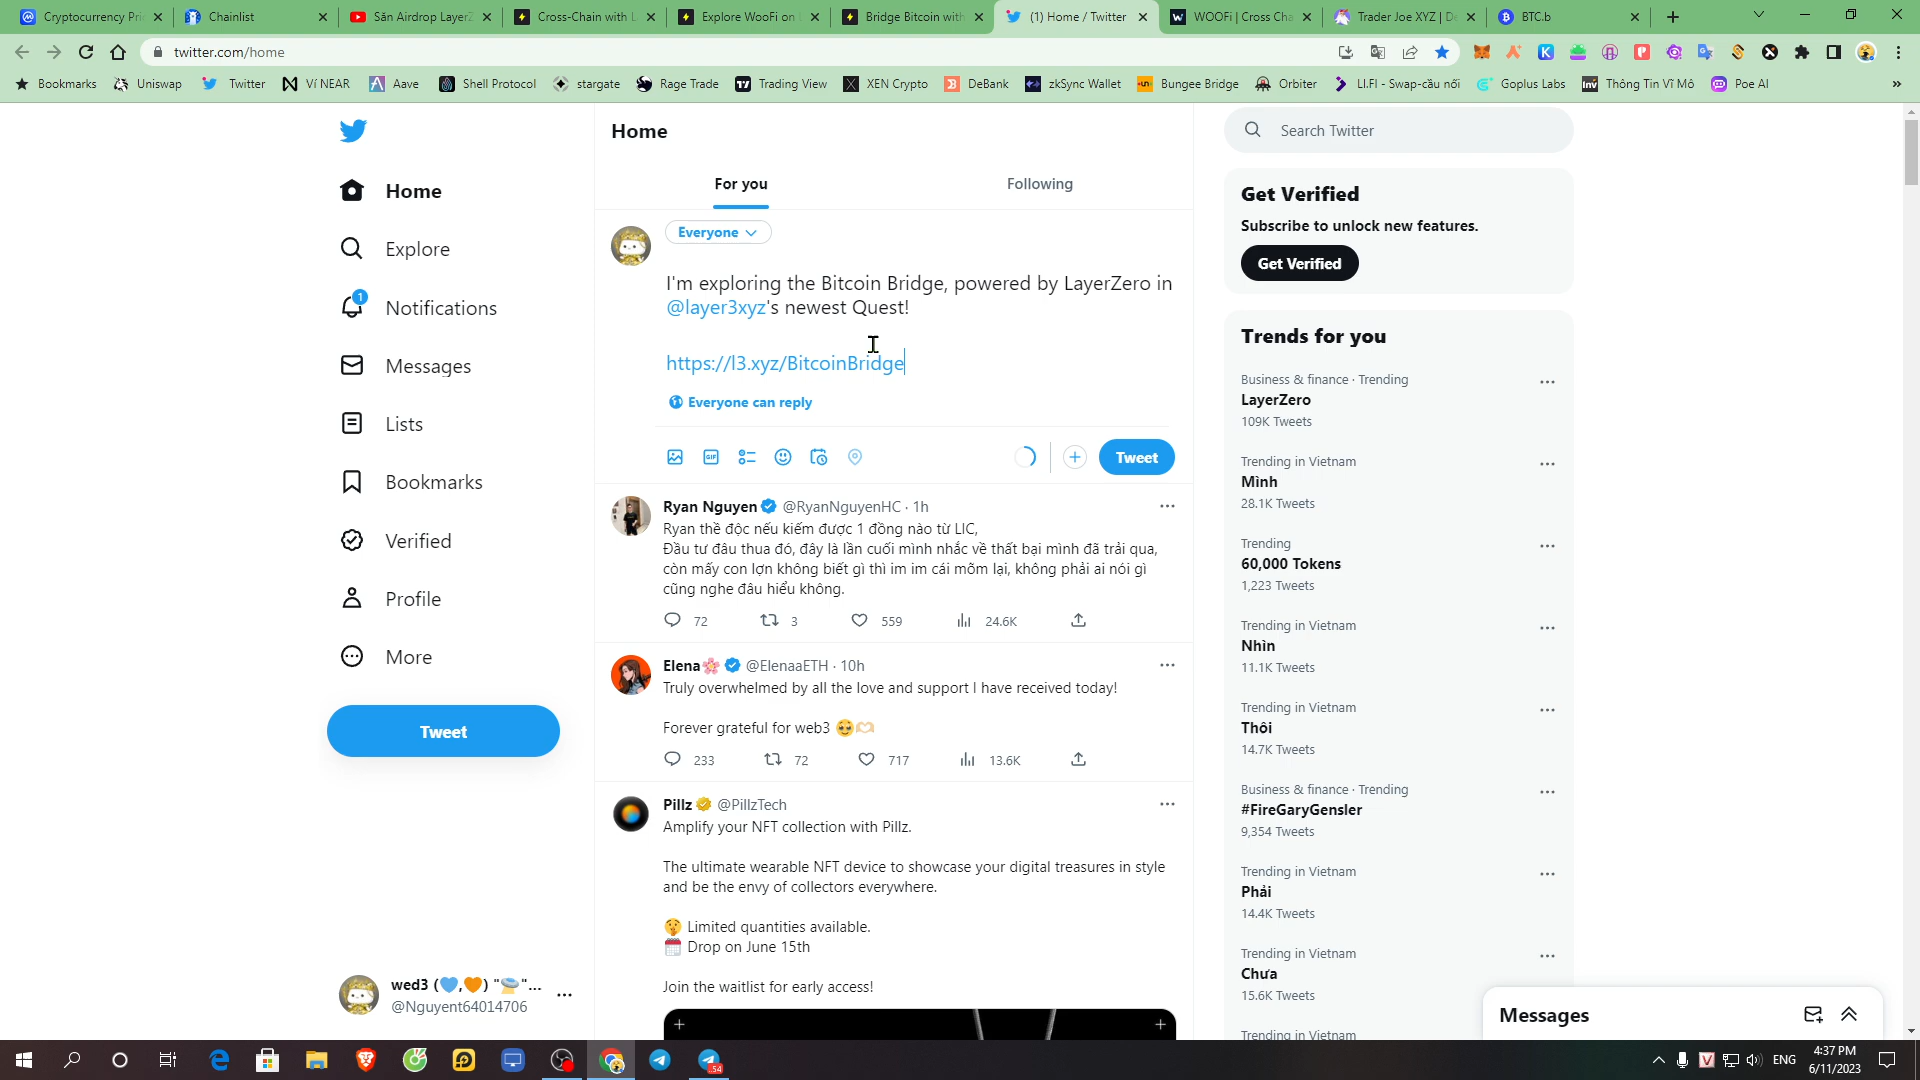 Cryptocurrency Pri
Chainlist
Săn Airdrop Layer
Cross-Chain with L
Explore WooFi on
Bridge Bitcoin with
(1) Home / Twitter
WOOFi | Cross Cha
Trader Joe XYZ | D
BTC.b
twitter.com/home
Bookmarks
Uniswap
Twitter
Ví NEAR
Aave
Shell Protocol
stargate
Rage Trade
Trading View
XEN Crypto
DeBank
zkSync Wallet
Bungee Bridge
Orbiter
LI.FI - Swap-cầu nối
Goplus Labs
Thông Tin Vĩ Mô
Poe AI
Home
Explore
1
Notifications
Messages
Lists
Bookmarks
Verified
Profile
More
Tweet
wed3 (💙,🧡) "
@Nguyent64014706
Home
For you
Following
Everyone
I'm exploring the Bitcoin Bridge, powered by LayerZero in
@layer3xyz's newest Quest!
https://l3.xyz/BitcoinBridge
Everyone can reply
GIF
Tweet
Ryan Nguyen @RyanNguyenHC · 1h
Ryan thề độc nếu kiếm được 1 đồng nào từ LIC,
Đầu tư đâu thua đó, đây là lần cuối mình nhắc về thất bại mình đã trải qua,
còn mấy con lợn không biết gì thì im im cái mõm lại, không phải ai nói gì
cũng nghe đâu hiểu không.
72 3 559 24.6K
Elena🌸 @ElenaaETH · 10h
Truly overwhelmed by all the love and support I have received today!
Forever grateful for web3 🥹🫶🏻
233 72 717 13.6K
Pillz @PillzTech
Amplify your NFT collection with Pillz.
The ultimate wearable NFT device to showcase your digital treasures in style
and be the envy of collectors everywhere.
🤫 Limited quantities available.
🗓️ Drop on June 15th
Join the waitlist for early access!
Search Twitter
Get Verified
Subscribe to unlock new features.
Get Verified
Trends for you
Business & finance · Trending
LayerZero
109K Tweets
Trending in Vietnam
Mình
28.1K Tweets
Trending
60,000 Tokens
1,223 Tweets
Trending in Vietnam
Nhìn
11.1K Tweets
Trending in Vietnam
Thôi
14.7K Tweets
Business & finance · Trending
#FireGaryGensler
9,354 Tweets
Trending in Vietnam
Phải
14.4K Tweets
Trending in Vietnam
Chưa
15.6K Tweets
Trending in Vietnam
Messages
54
ENG
4:37 PM
6/11/2023